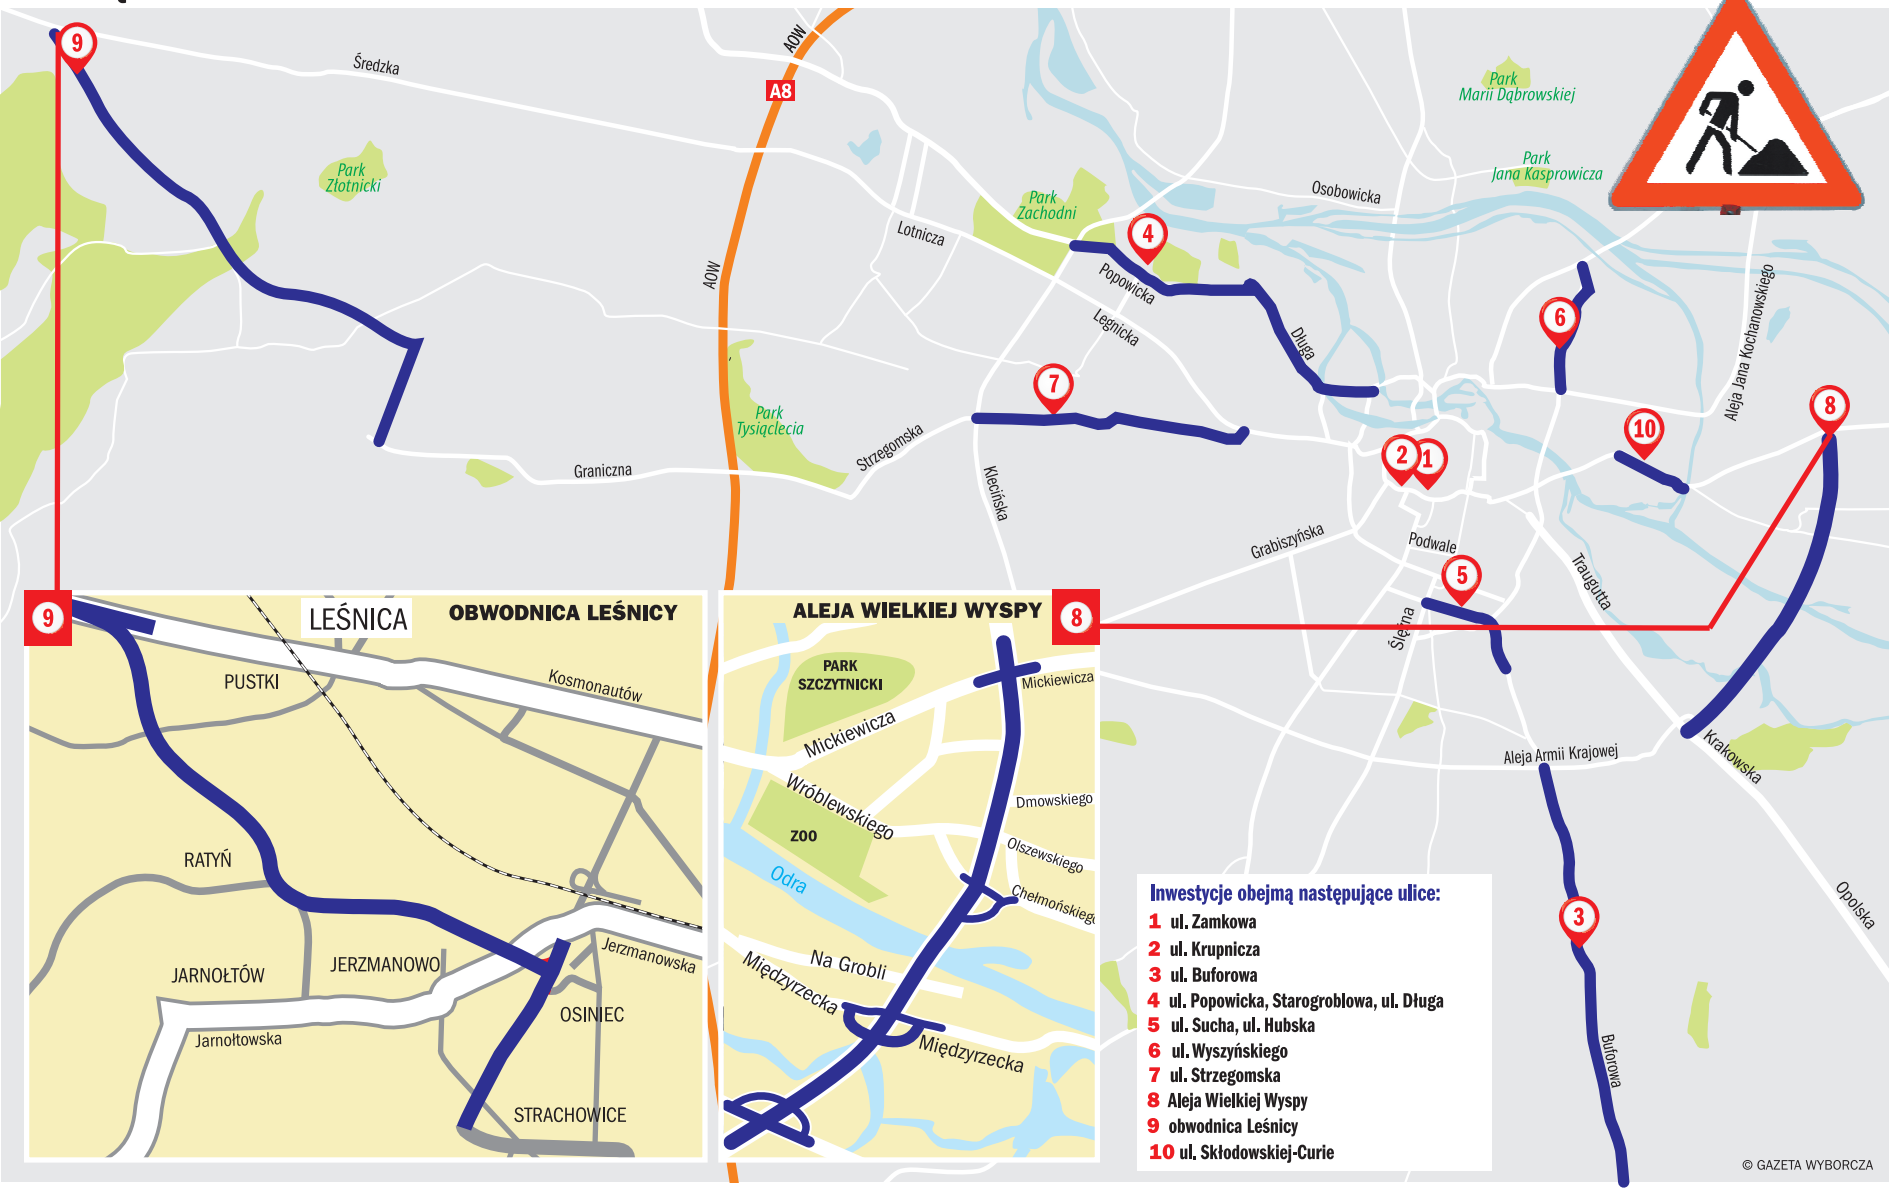 9
Średzka
AOW
A8
Park
Marii Dąbrowskiej
Park
Jana Kasprowicza
Park
Złotnicki
Park
Zachodni
Osobowicka
Lotnicza
4
Popowicka
AOW
Legnicka
Długa
6
Aleja Jana Kochanowskiego
7
8
Park
Tysiąclecia
Strzegomska
10
2
1
Graniczna
Klecińska
Grabiszyńska
Podwale
5
Traugutta
Ślężna
Aleja Armii Krajowej
Krakowska
Opolska
3
Buforowa
9
LEŚNICA
OBWODNICA LEŚNICY
PUSTKI
Kosmonautów
RATYŃ
JARNOŁTÓW
JERZMANOWO
Jerzmanowska
OSINIEC
Jarnołtowska
STRACHOWICE
ALEJA WIELKIEJ WYSPY
8
PARK
SZCZYTNICKI
Mickiewicza
Mickiewicza
Wróblewskiego
Dmowskiego
ZOO
Olszewskiego
Odra
Chełmońskiego
Na Grobli
Międzyrzecka
Międzyrzecka
Inwestycje obejmą następujące ulice:
1 ul. Zamkowa
2 ul. Krupnicza
3 ul. Buforowa
4 ul. Popowicka, Starogroblowa, ul. Długa
5 ul. Sucha, ul. Hubska
6 ul. Wyszyńskiego
7 ul. Strzegomska
8 Aleja Wielkiej Wyspy
9 obwodnica Leśnicy
10 ul. Skłodowskiej-Curie
© GAZETA WYBORCZA